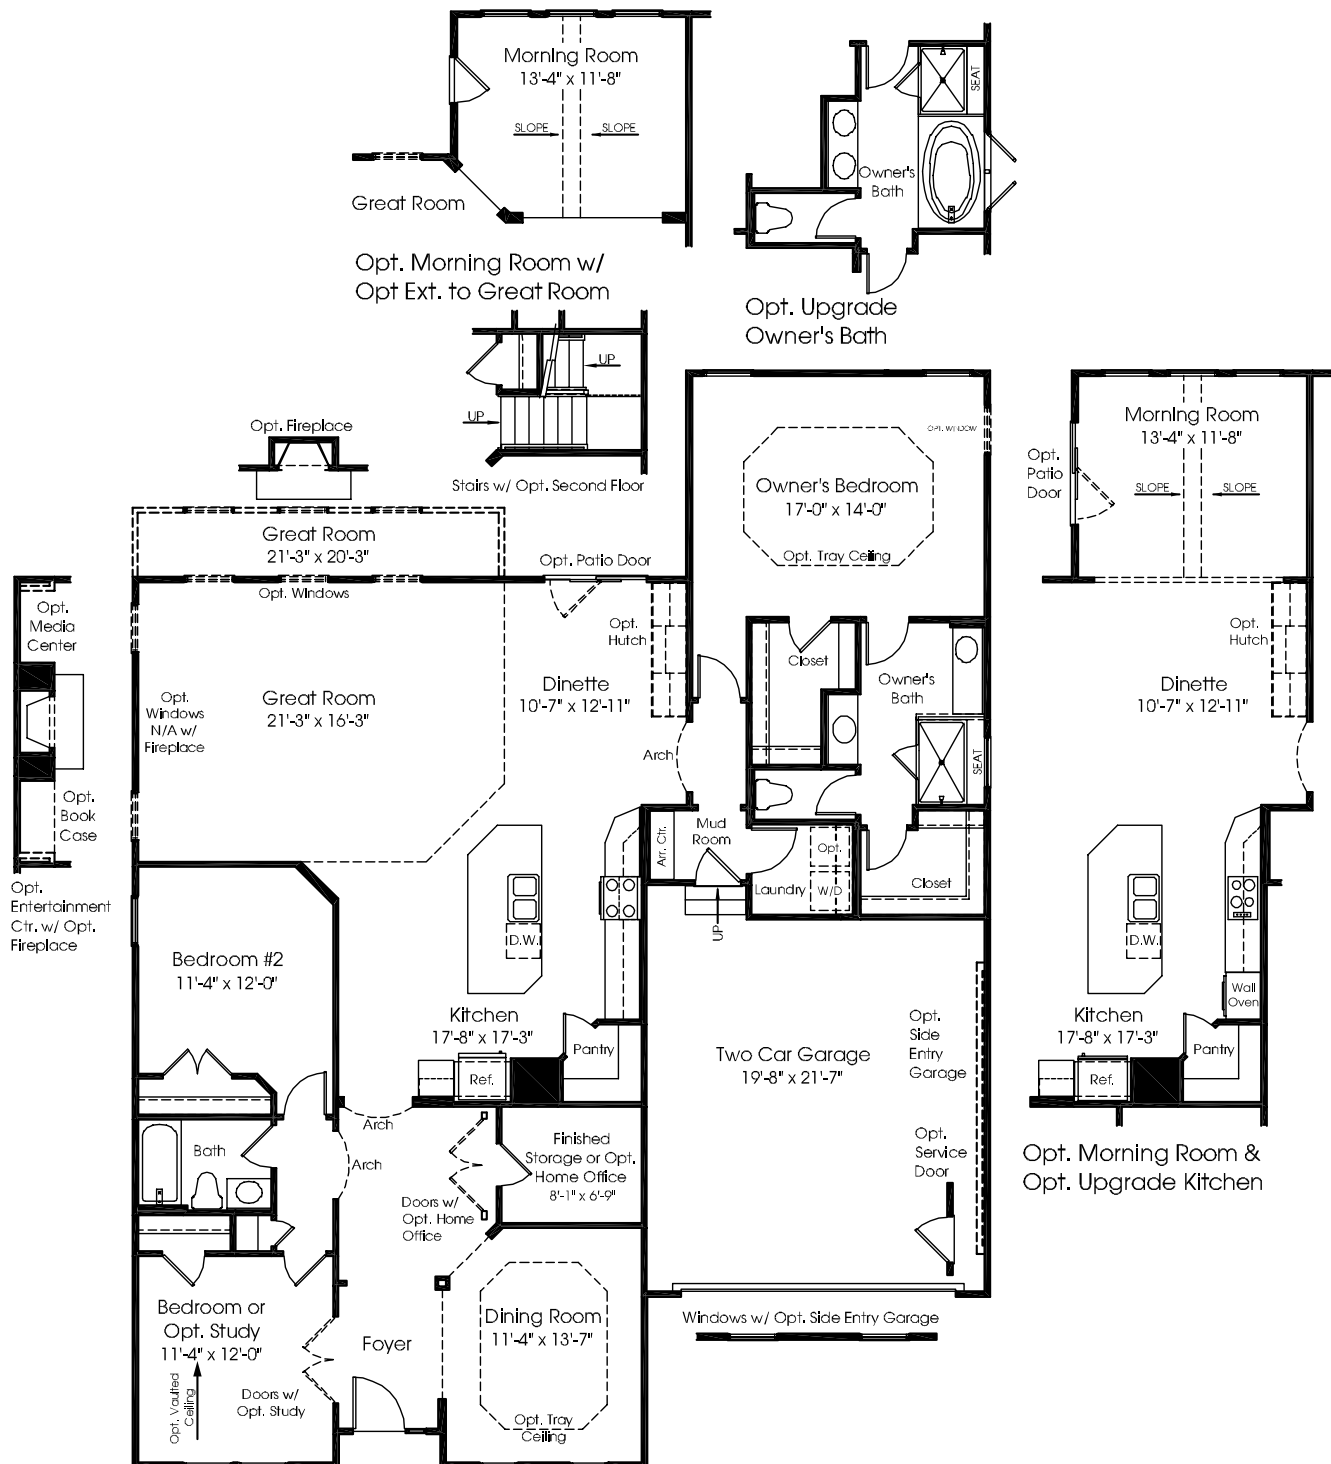 Morning Room
13'-4" x 11'-8"
SLOPE
SLOPE
Great Room
Opt. Morning Room w/
Opt Ext. to Great Room
SEAT
Owner's
Bath
Opt. Upgrade
Owner's Bath
UP
UP
Stairs w/ Opt. Second Floor
Opt. Fireplace
Great Room
21'-3" x 20'-3"
Opt. Windows
Opt. Patio Door
Opt.
Hutch
Opt.
Windows
N/A w/
Fireplace
Great Room
21'-3" x 16'-3"
Dinette
10'-7" x 12'-11"
Arch
OPT. WINDOW
Owner's Bedroom
17'-0" x 14'-0"
Opt. Tray Ceiling
Closet
Owner's
Bath
SEAT
Mud
Room
Arr. Ctr.
Opt.
Laundry
W/D
Closet
UP
Opt.
Media
Center
Opt.
Book
Case
Opt.
Entertainment
Ctr. w/ Opt.
Fireplace
Bedroom #2
11'-4" x 12'-0"
D.W.
Kitchen
17'-8" x 17'-3"
Pantry
Ref.
Two Car Garage
19'-8" x 21'-7"
Opt.
Side
Entry
Garage
Opt.
Service
Door
Arch
Bath
Arch
Finished
Storage or Opt.
Home Office
8'-1" x 6'-9"
Doors w/
Opt. Home
Office
Bedroom or
Opt. Study
11'-4" x 12'-0"
Opt. Vaulted
Ceiling
Doors w/
Opt. Study
Foyer
Dining Room
11'-4" x 13'-7"
Opt. Tray
Ceiling
Windows w/ Opt. Side Entry Garage
Morning Room
13'-4" x 11'-8"
Opt.
Patio
Door
SLOPE
SLOPE
Opt.
Hutch
Dinette
10'-7" x 12'-11"
D.W.
Wall
Oven
Kitchen
17'-8" x 17'-3"
Pantry
Ref.
Opt. Morning Room &
Opt. Upgrade Kitchen